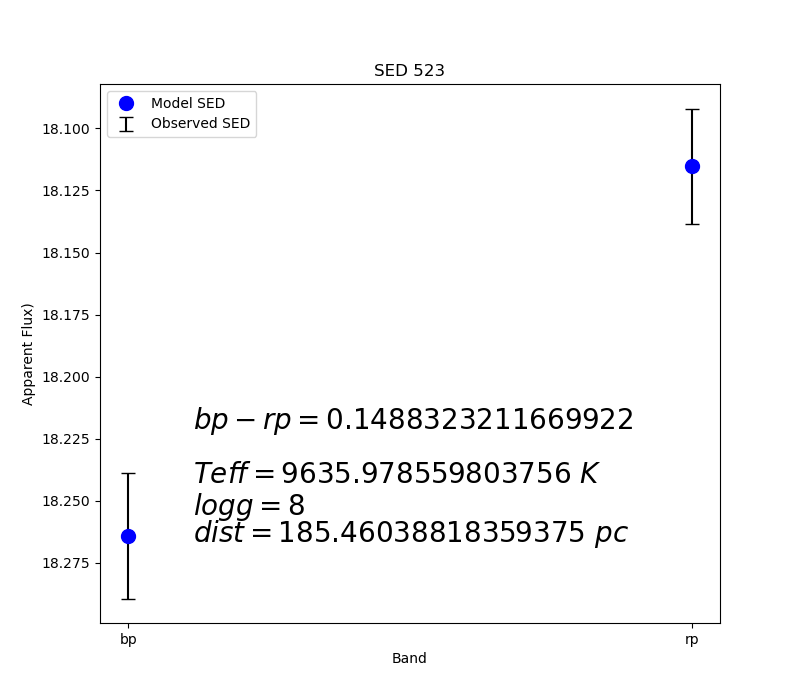 SED 523
Model SED
Observed SED
18.100
18.125
18.150
18.175
18.200
18.225
18.250
18.275
Apparent Flux)
bp − rp = 0.1488323211669922
Teff = 9635.978559803756 K
logg = 8
dist = 185.46038818359375 pc
bp
rp
Band